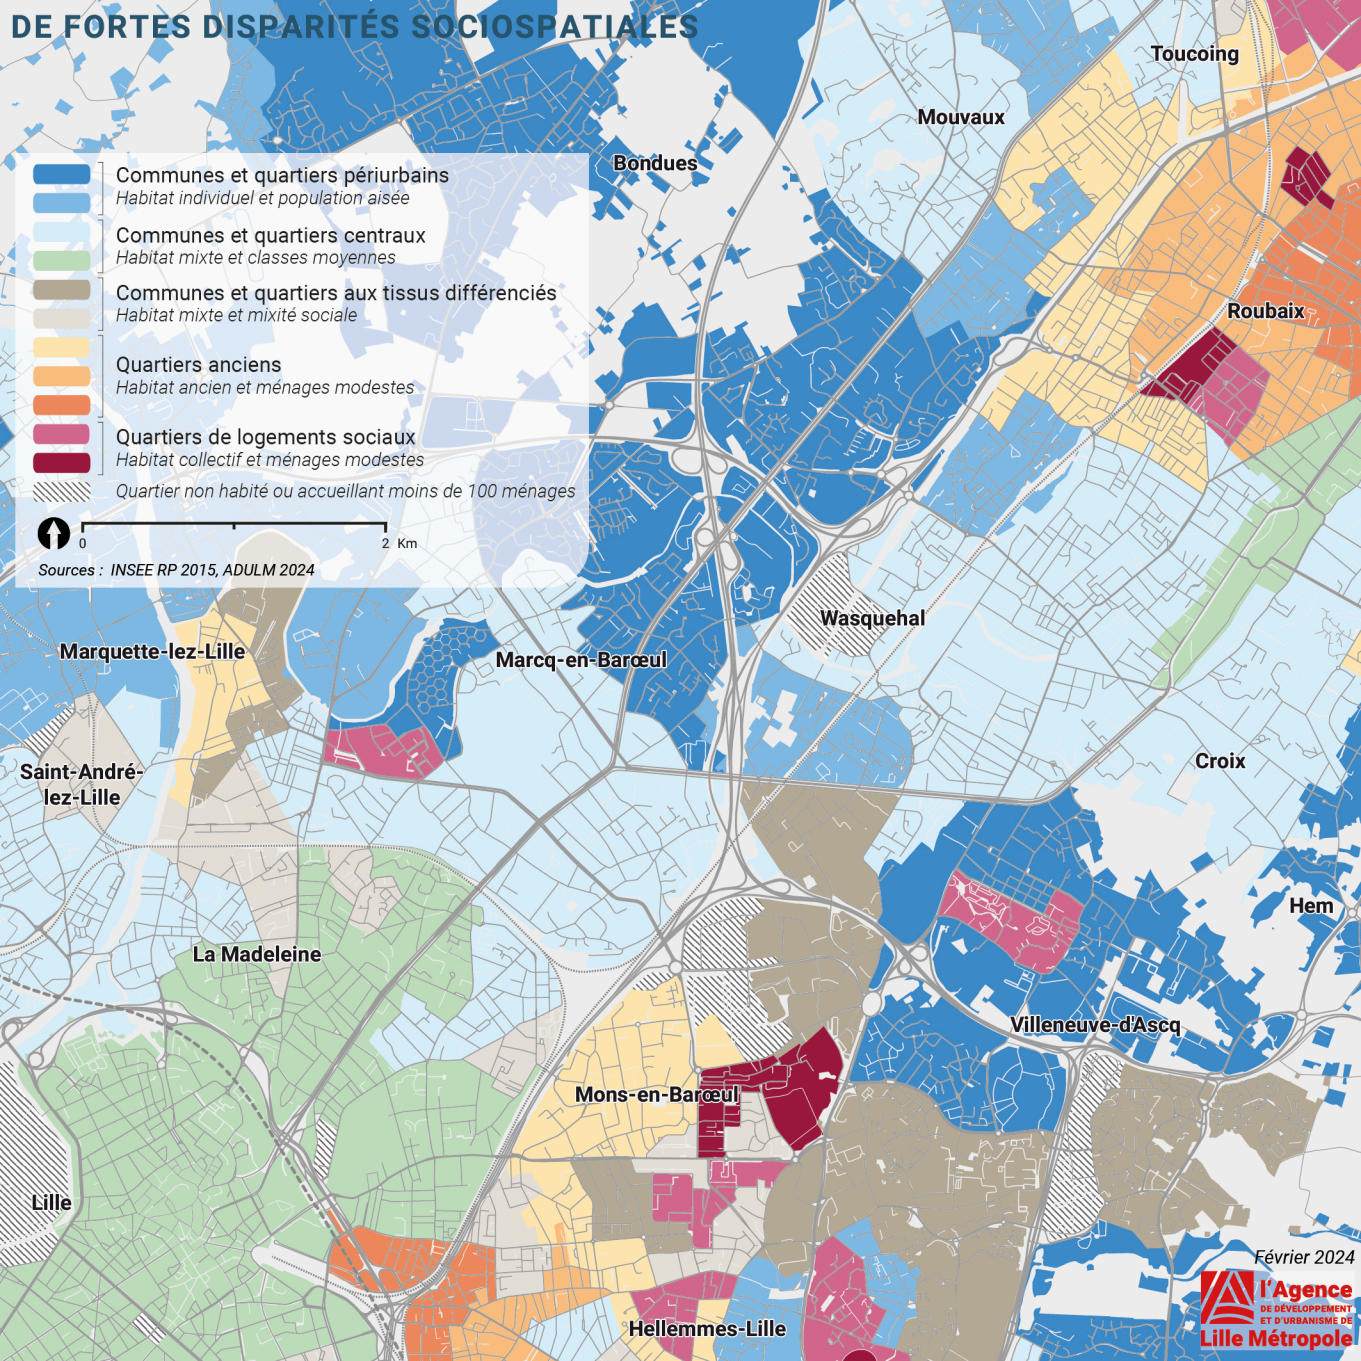 DE FORTES DISPARITÉS SOCIOSPATIALES
Toucoing
Mouvaux
Bondues
Communes et quartiers périurbains
Habitat individuel et population aisée
Communes et quartiers centraux
Habitat mixte et classes moyennes
Communes et quartiers aux tissus différenciés
Habitat mixte et mixité sociale
Roubaix
Quartiers anciens
Habitat ancien et ménages modestes
Quartiers de logements sociaux
Habitat collectif et ménages modestes
Quartier non habité ou accueillant moins de 100 ménages
0 2 Km
Sources : INSEE RP 2015, ADULM 2024
Wasquehal
Marquette-lez-Lille
Marcq-en-Barœul
Croix
Saint-André-
lez-Lille
Hem
La Madeleine
Villeneuve-d'Ascq
Mons-en-Barœul
Lille
Février 2024
l'Agence
DE DÉVELOPPEMENT
ET D'URBANISME DE
Lille Métropole
Hellemmes-Lille